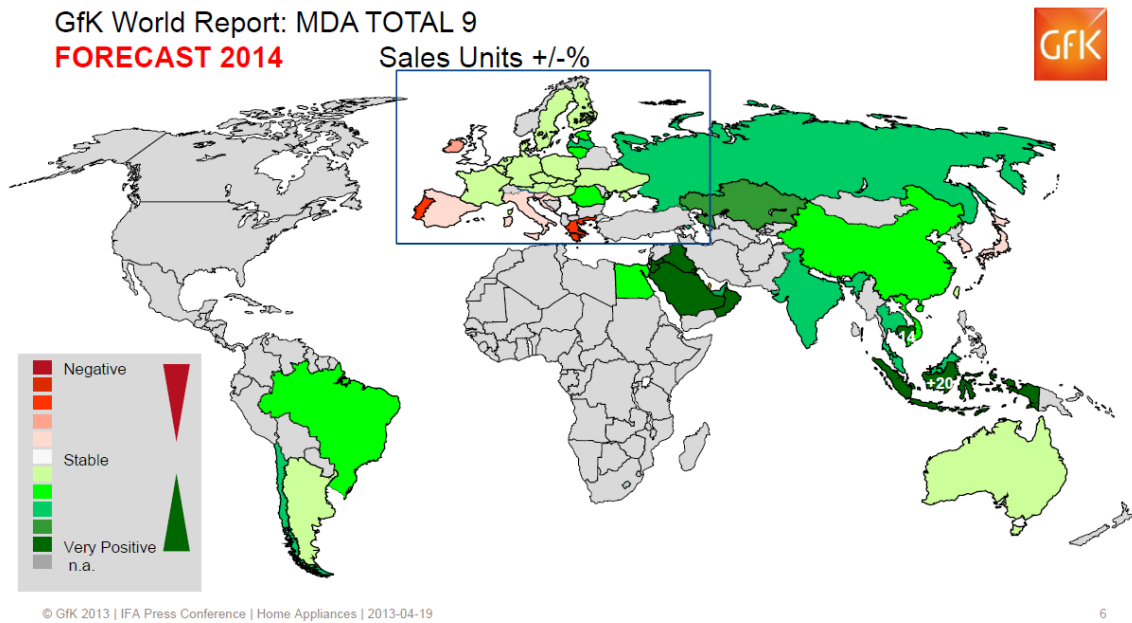 GfK World Report: MDA TOTAL 9
FORECAST 2014 Sales Units +/-%
GfK
+20
Negative
Stable
Very Positive
n.a.
© GfK 2013 | IFA Press Conference | Home Appliances | 2013-04-19
6